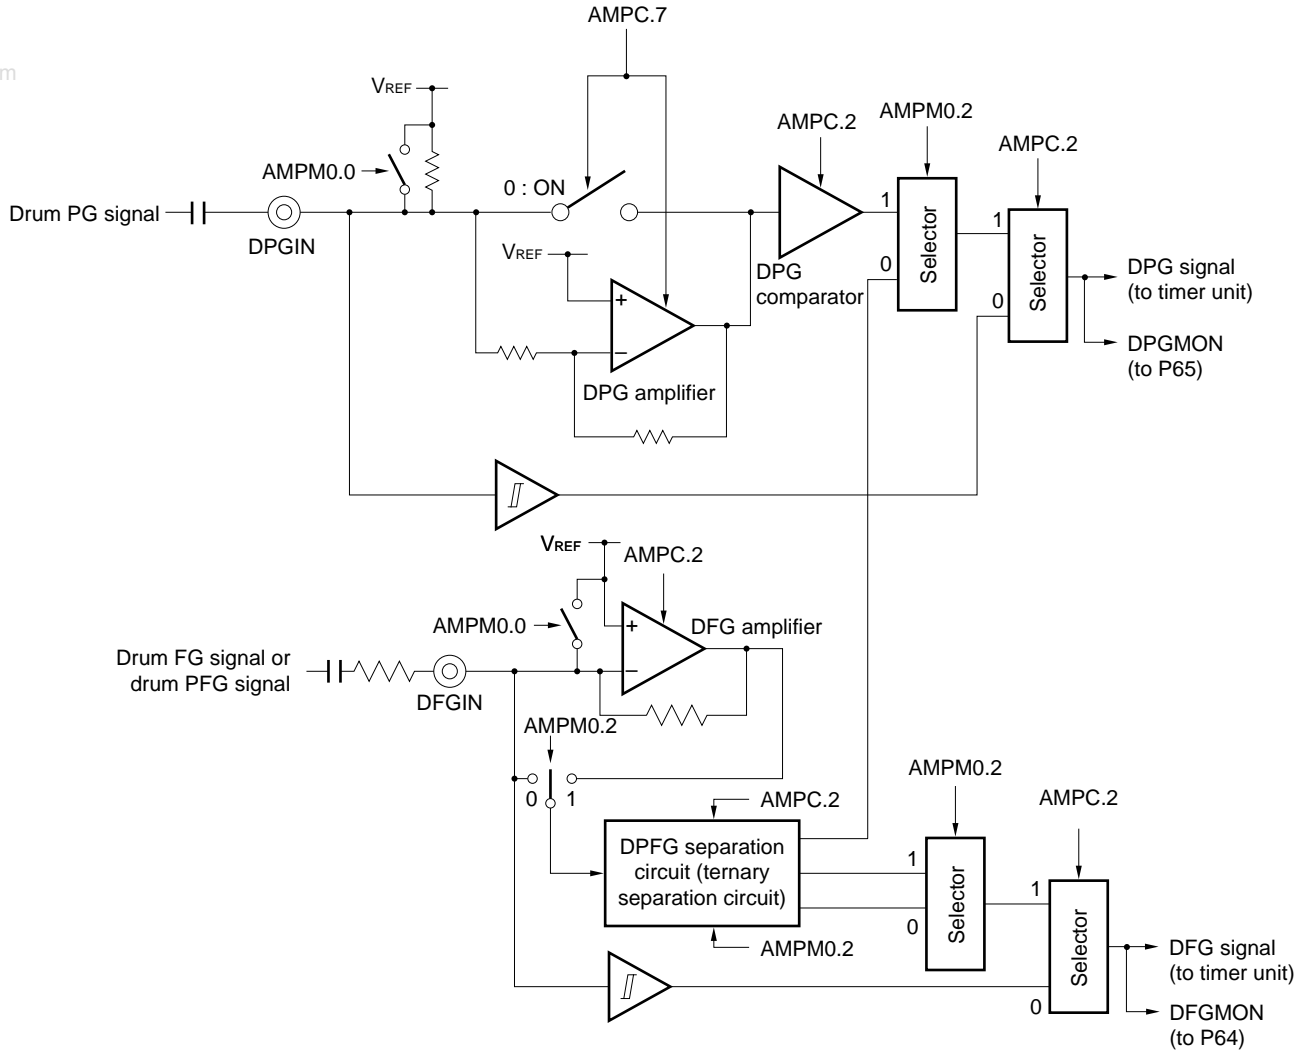 AMPC.7
m
VREF
AMPM0.0
Drum PG signal
DPGIN
0 : ON
VREF
+
−
DPG amplifier
AMPC.2
DPG
comparator
AMPM0.2
1
0
Selector
AMPC.2
1
0
Selector
DPG signal
(to timer unit)
DPGMON
(to P65)
VREF
AMPC.2
AMPM0.0
+
−
DFG amplifier
Drum FG signal or
drum PFG signal
DFGIN
AMPM0.2
0 1
AMPC.2
DPFG separation
circuit (ternary
separation circuit)
AMPM0.2
AMPM0.2
1
0
Selector
AMPC.2
1
0
Selector
DFG signal
(to timer unit)
DFGMON
(to P64)